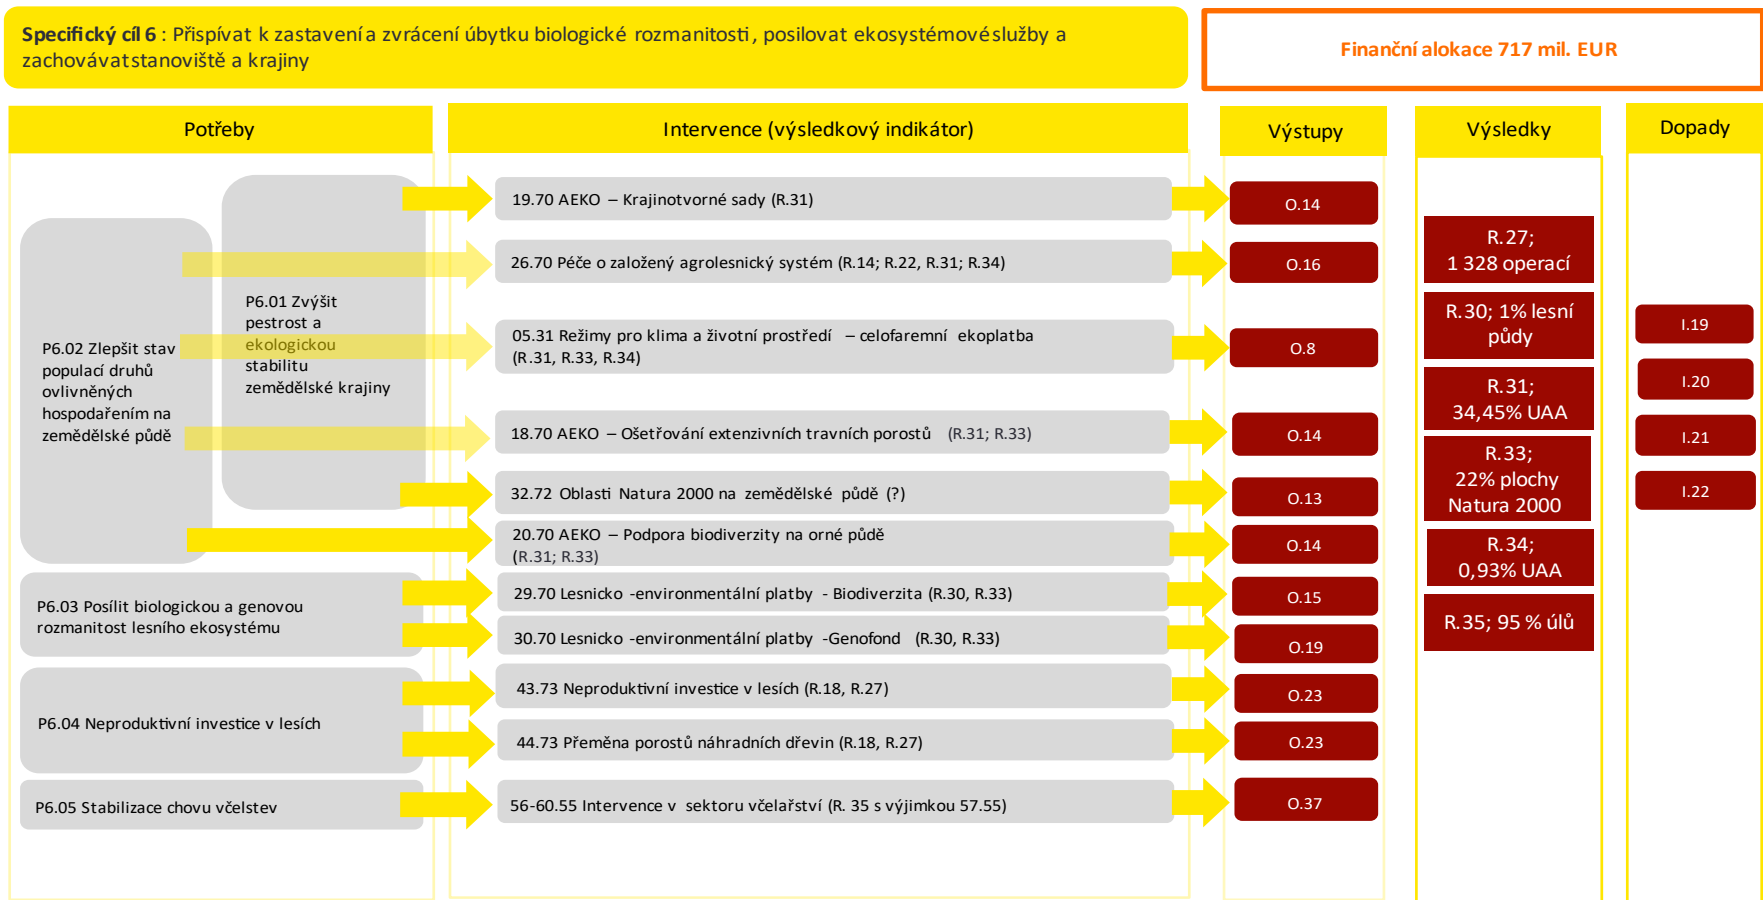 Specifický cíl 6 : Přispívat k zastavení a zvrácení úbytku biologické rozmanitosti, posilovat ekosystémové služby a
zachovávat stanoviště a krajiny
Finanční alokace 717 mil. EUR
Potřeby
Intervence (výsledkový indikátor)
Výstupy
Výsledky
Dopady
P6.02 Zlepšit stav
populací druhů
ovlivněných
hospodařením na
zemědělské půdě
P6.01 Zvýšit
pestrost a
ekologickou
stabilitu
zemědělské krajiny
P6.03 Posílit biologickou a genovou
rozmanitost lesního ekosystému
P6.04 Neproduktivní investice v lesích
P6.05 Stabilizace chovu včelstev
19.70 AEKO – Krajinotvorné sady (R.31)
26.70 Péče o založený agrolesnický systém (R.14; R.22, R.31; R.34)
05.31 Režimy pro klima a životní prostředí – celofaremní ekoplatba
(R.31, R.33, R.34)
18.70 AEKO – Ošetřování extenzivních travních porostů (R.31; R.33)
32.72 Oblasti Natura 2000 na zemědělské půdě (?)
20.70 AEKO – Podpora biodiverzity na orné půdě
(R.31; R.33)
29.70 Lesnicko -environmentální platby - Biodiverzita (R.30, R.33)
30.70 Lesnicko -environmentální platby -Genofond (R.30, R.33)
43.73 Neproduktivní investice v lesích (R.18, R.27)
44.73 Přeměna porostů náhradních dřevin (R.18, R.27)
56-60.55 Intervence v sektoru včelařství (R. 35 s výjimkou 57.55)
O.14
O.16
O.8
O.14
O.13
O.14
O.15
O.19
O.23
O.23
O.37
R.27;
1 328 operací
R.30; 1% lesní
půdy
R.31;
34,45% UAA
R.33;
22% plochy
Natura 2000
R.34;
0,93% UAA
R.35; 95 % úlů
I.19
I.20
I.21
I.22